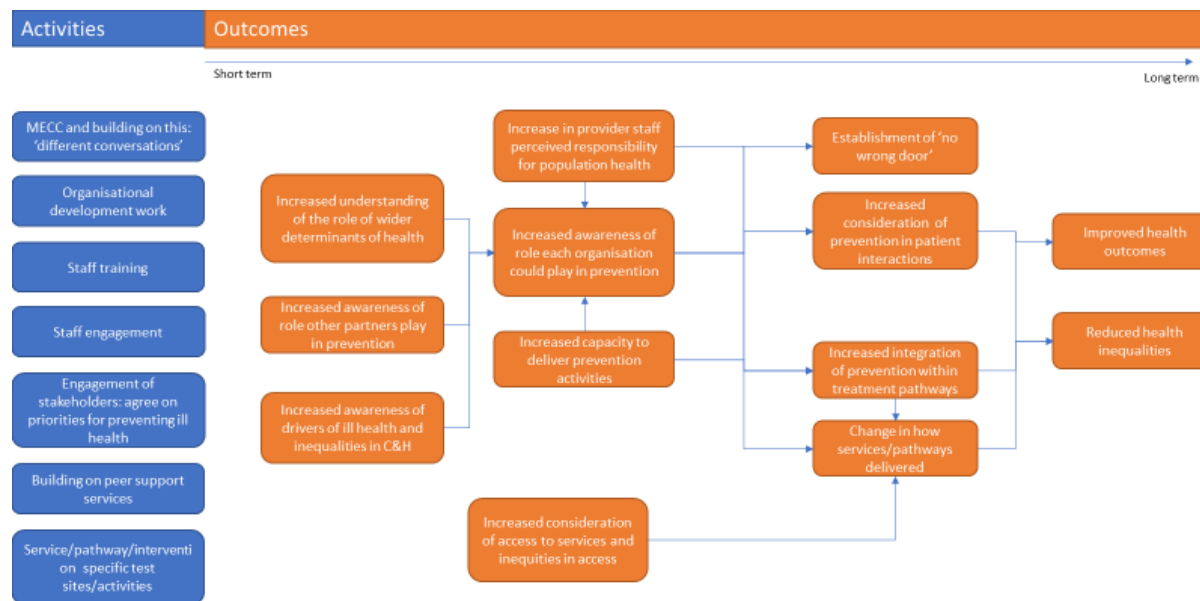 Activities
Outcomes
Short term
Long term
MECC and building on this:
'different conversations'
Organisational
development work
Staff training
Staff engagement
Engagement of
stakeholders: agree on
priorities for preventing ill
health
Building on peer support
services
Service/pathway/interventi
on specific test
sites/activities
Increased understanding
of the role of wider
determinants of health
Increased awareness of
role other partners play
in prevention
Increased awareness of
drivers of ill health and
inequalities in C&H
Increase in provider staff
perceived responsibility
for population health
Increased awareness of
role each organisation
could play in prevention
Increased capacity to
deliver prevention
activities
Increased consideration
of access to services and
inequities in access
Establishment of 'no
wrong door'
Increased
consideration of
prevention in patient
interactions
Increased integration
of prevention within
treatment pathways
Change in how
services/pathways
delivered
Improved health
outcomes
Reduced health
inequalities